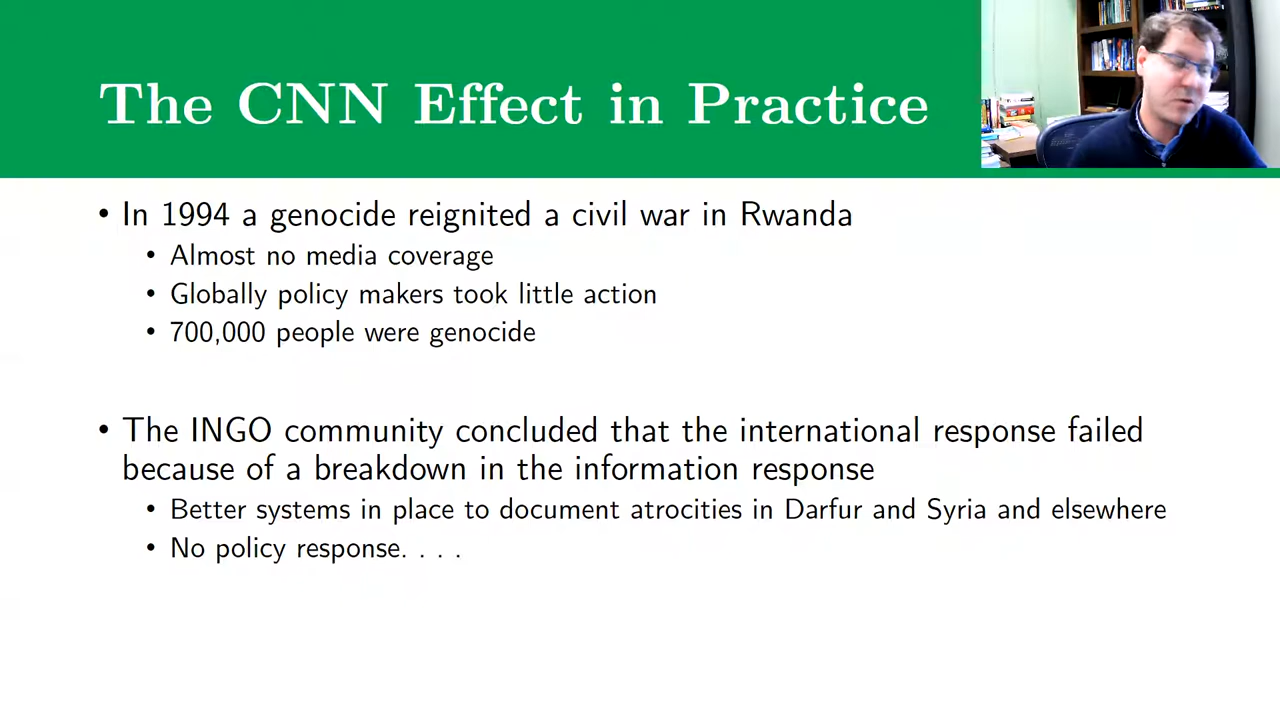 The CNN Effect in Practice
• In 1994 a genocide reignited a civil war in Rwanda
• Almost no media coverage
• Globally policy makers took little action
• 700,000 people were genocide
• The INGO community concluded that the international response failed
because of a breakdown in the information response
• Better systems in place to document atrocities in Darfur and Syria and elsewhere
• No policy response. . . .